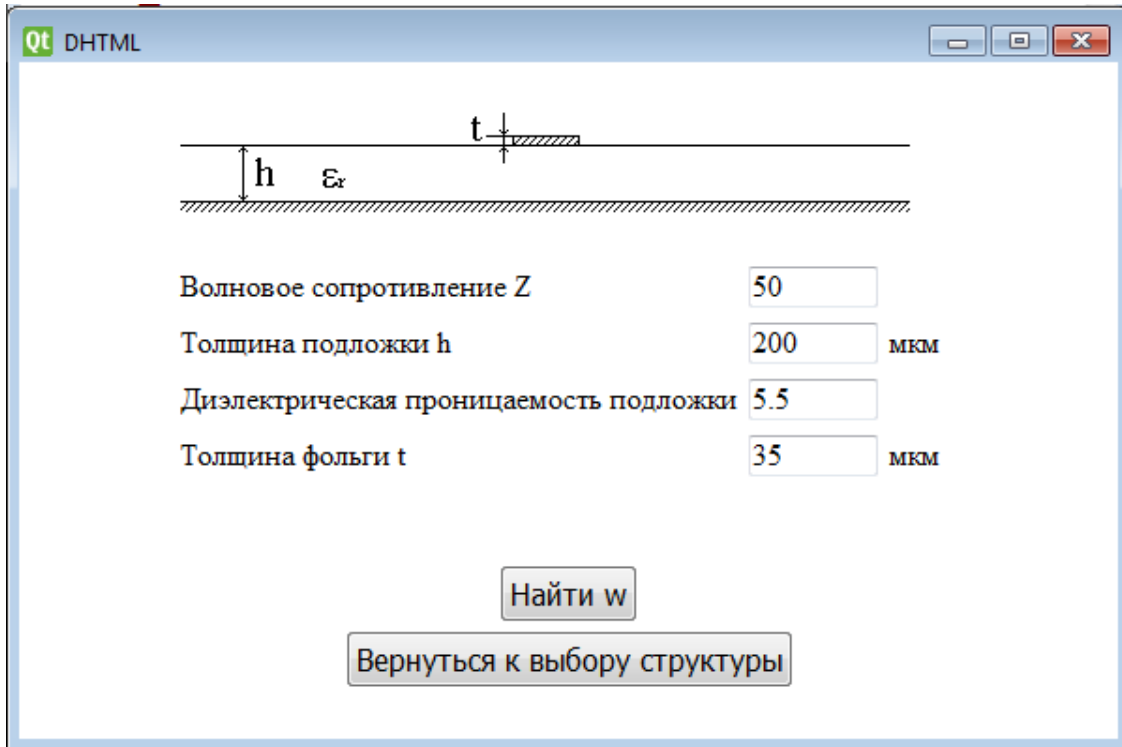 Qt DHTML
t
h εr
Волновое сопротивление Z 50
Толщина подложки h 200 мкм
Диэлектрическая проницаемость подложки 5.5
Толщина фольги t 35 мкм
Найти w
Вернуться к выбору структуры